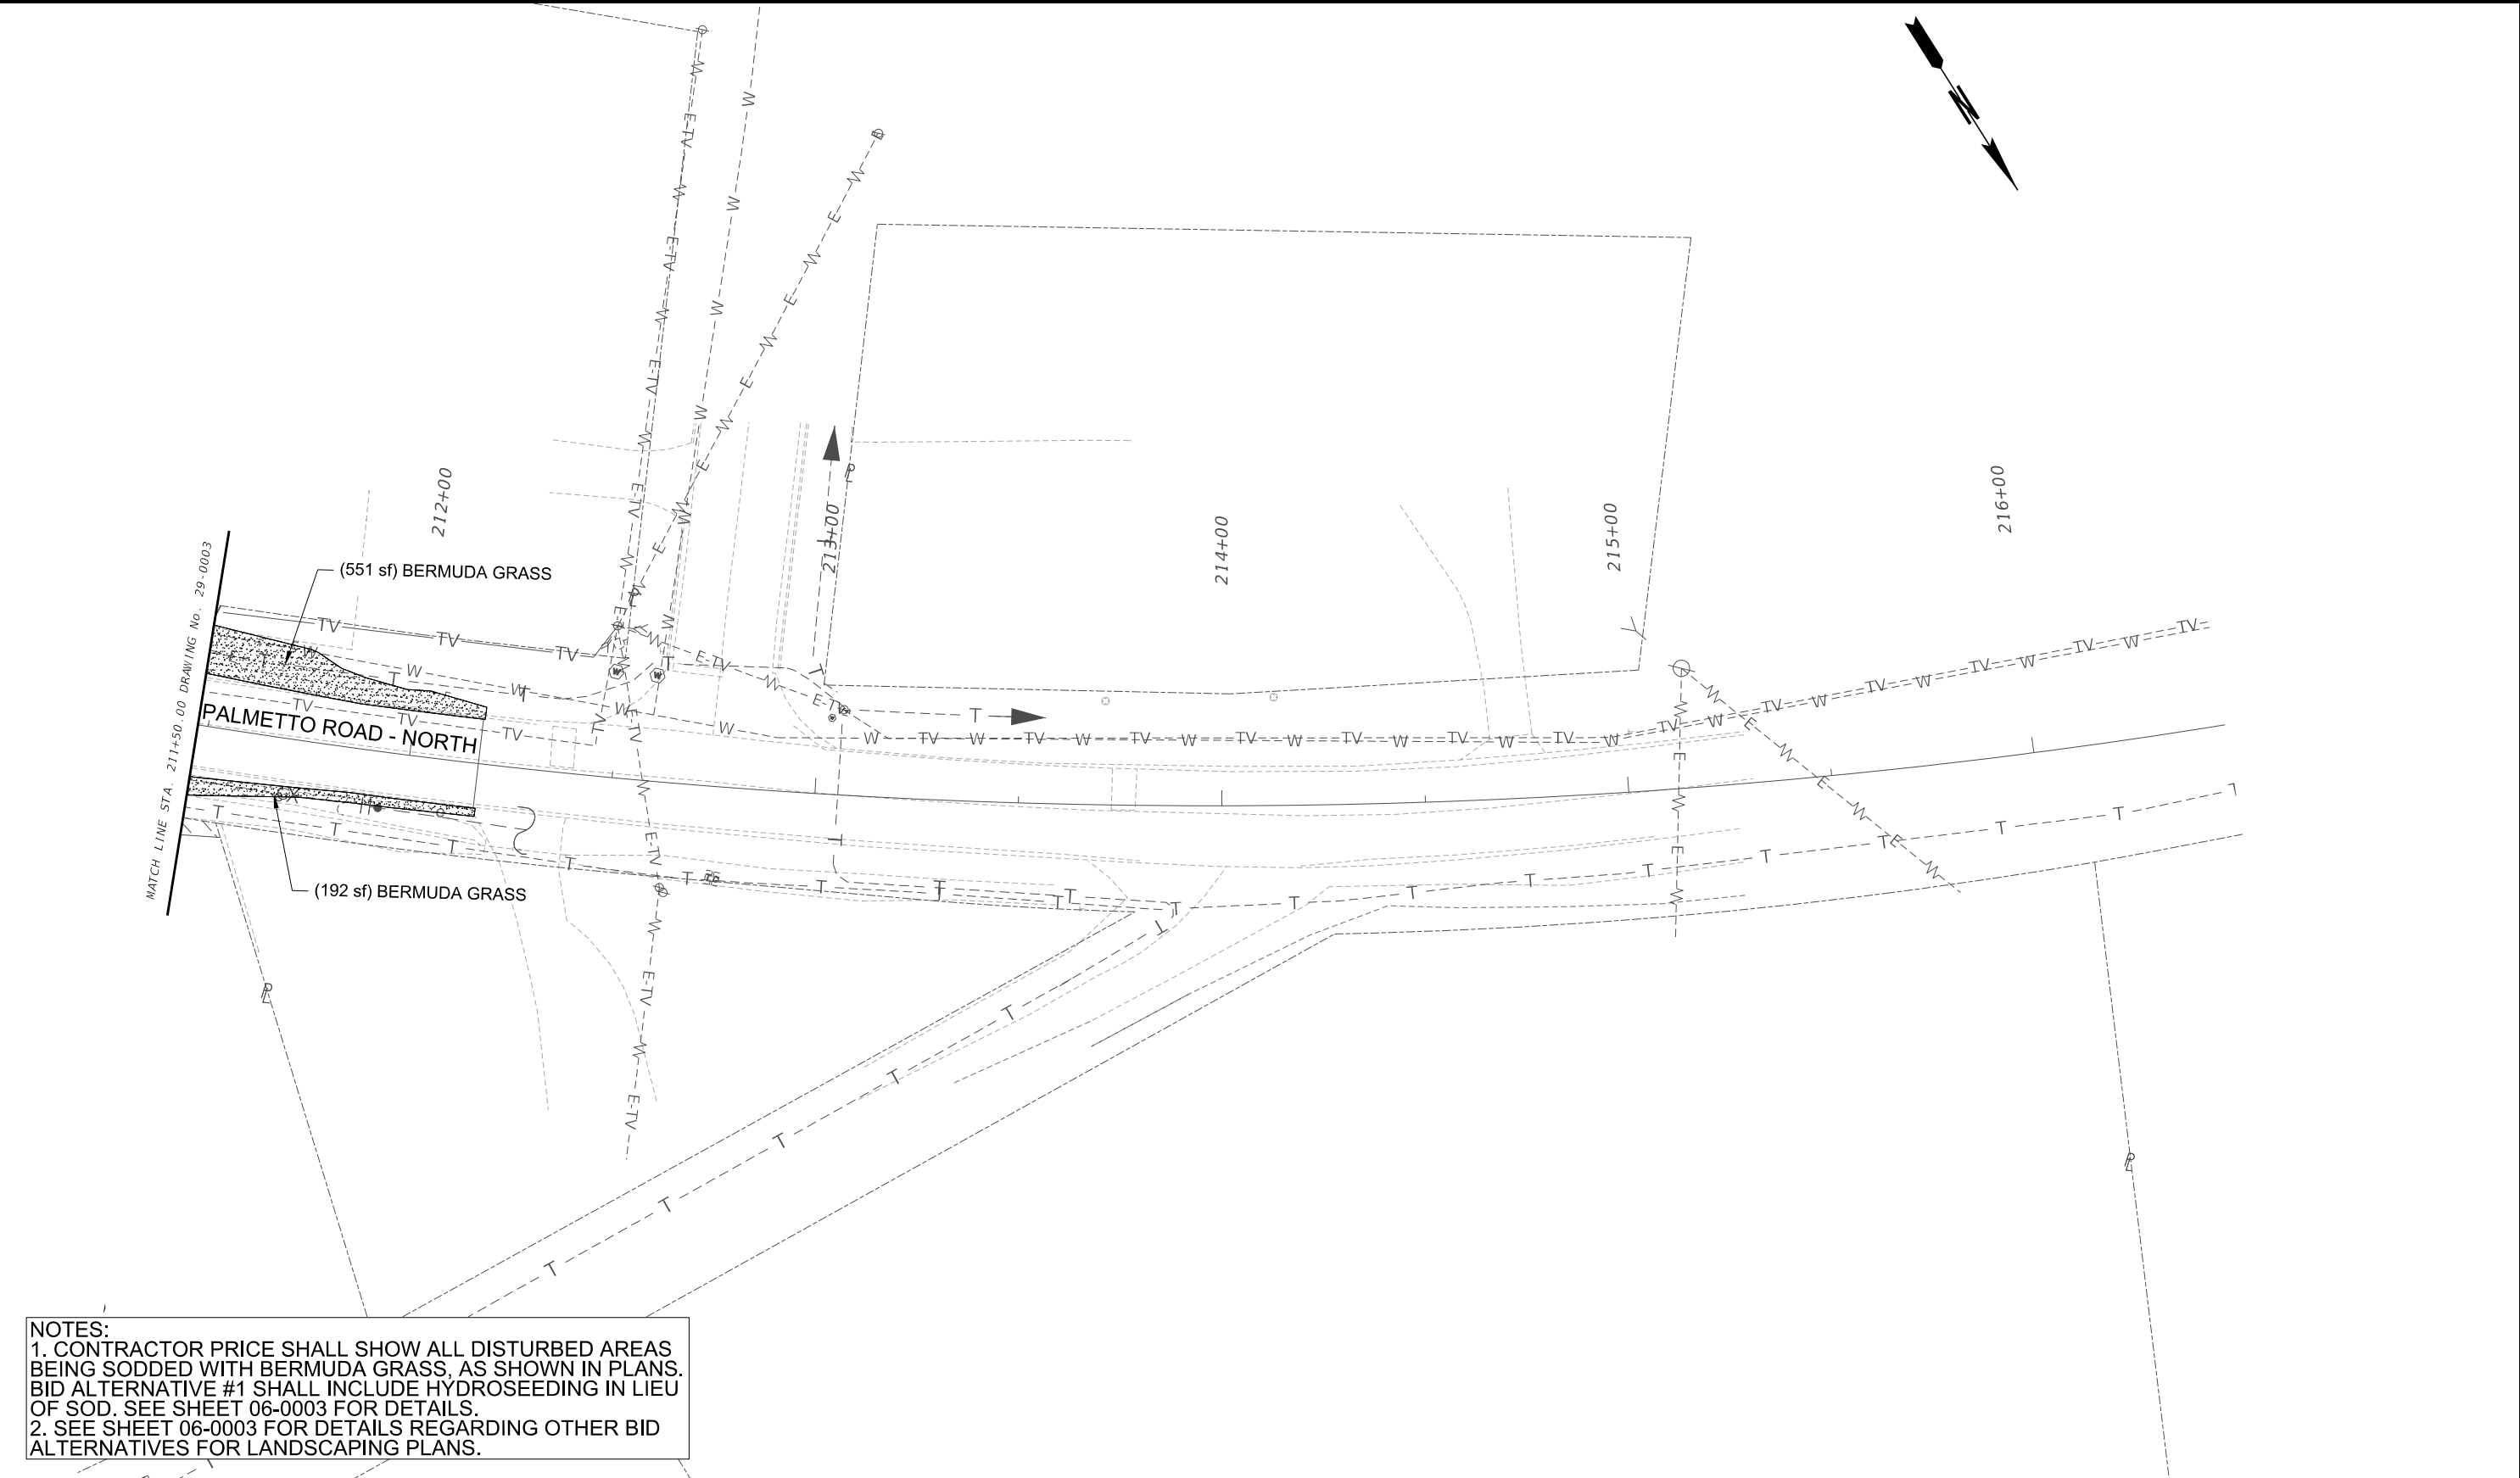 N
212+00
213+00
214+00
215+00
216+00
MATCH LINE STA. 211+50.00 DRAWING No. 29-0003
(551 sf) BERMUDA GRASS
PALMETTO ROAD - NORTH
(192 sf) BERMUDA GRASS
NOTES:
1. CONTRACTOR PRICE SHALL SHOW ALL DISTURBED AREAS
BEING SODDED WITH BERMUDA GRASS, AS SHOWN IN PLANS.
BID ALTERNATIVE #1 SHALL INCLUDE HYDROSEEDING IN LIEU
OF SOD. SEE SHEET 06-0003 FOR DETAILS.
2. SEE SHEET 06-0003 FOR DETAILS REGARDING OTHER BID
ALTERNATIVES FOR LANDSCAPING PLANS.